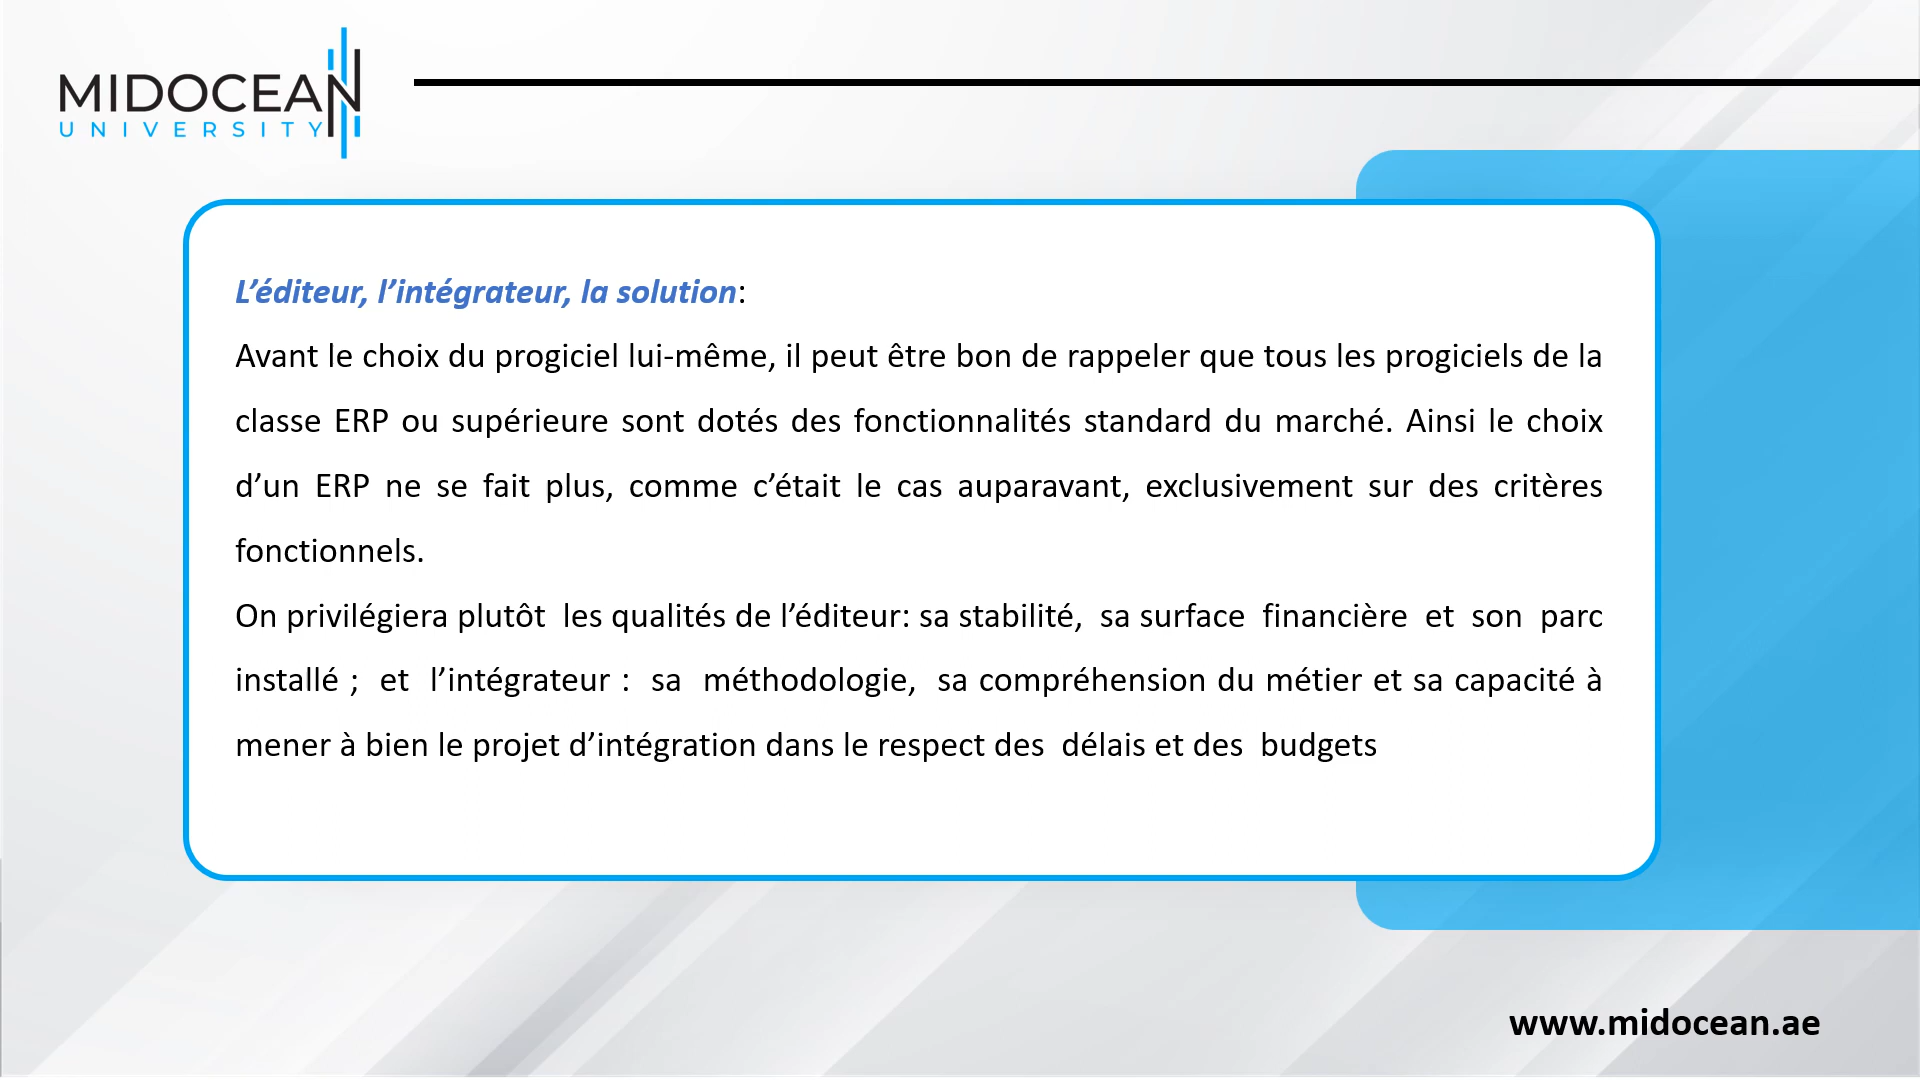 MIDOCEAN
UNIVERSITY
L’éditeur, l’intégrateur, la solution:
Avant le choix du progiciel lui-même, il peut être bon de rappeler que tous les progiciels de la
classe ERP ou supérieure sont dotés des fonctionnalités standard du marché. Ainsi le choix
d’un ERP ne se fait plus, comme c’était le cas auparavant, exclusivement sur des critères
fonctionnels.
On privilégiera plutôt les qualités de l’éditeur: sa stabilité, sa surface financière et son parc
installé ; et l’intégrateur : sa méthodologie, sa compréhension du métier et sa capacité à
mener à bien le projet d’intégration dans le respect des délais et des budgets
www.midocean.ae